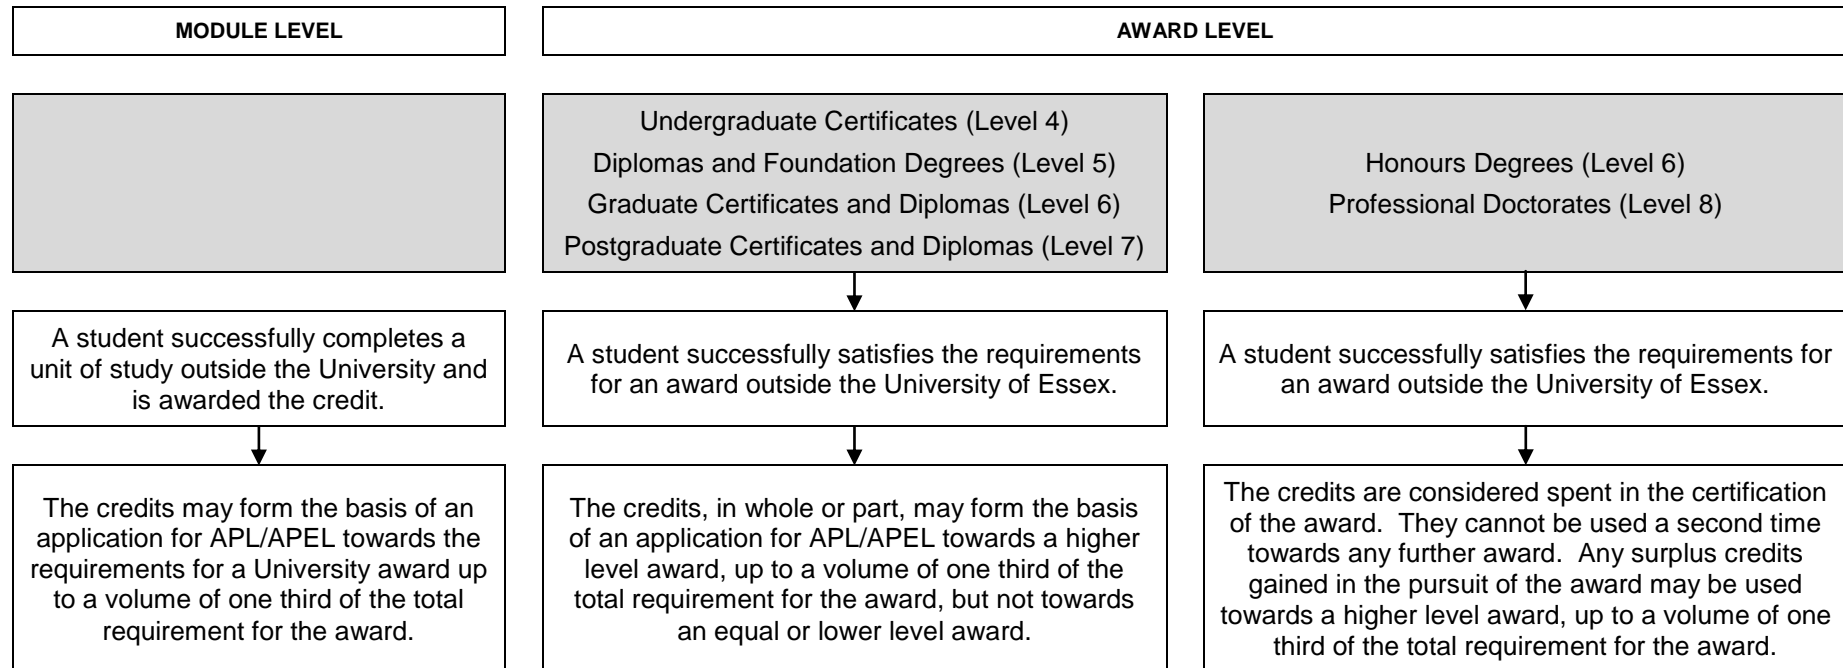 MODULE LEVEL
AWARD LEVEL
Undergraduate Certificates (Level 4)
Diplomas and Foundation Degrees (Level 5)
Graduate Certificates and Diplomas (Level 6)
Postgraduate Certificates and Diplomas (Level 7)
Honours Degrees (Level 6)
Professional Doctorates (Level 8)
A student successfully completes a
unit of study outside the University and
is awarded the credit.
A student successfully satisfies the requirements
for an award outside the University of Essex.
A student successfully satisfies the requirements for
an award outside the University of Essex.
The credits may form the basis of an
application for APL/APEL towards the
requirements for a University award up
to a volume of one third of the total
requirement for the award.
The credits, in whole or part, may form the basis
of an application for APL/APEL towards a higher
level award, up to a volume of one third of the
total requirement for the award, but not towards
an equal or lower level award.
The credits are considered spent in the certification
of the award.  They cannot be used a second time
towards any further award.  Any surplus credits
gained in the pursuit of the award may be used
towards a higher level award, up to a volume of one
third of the total requirement for the award.